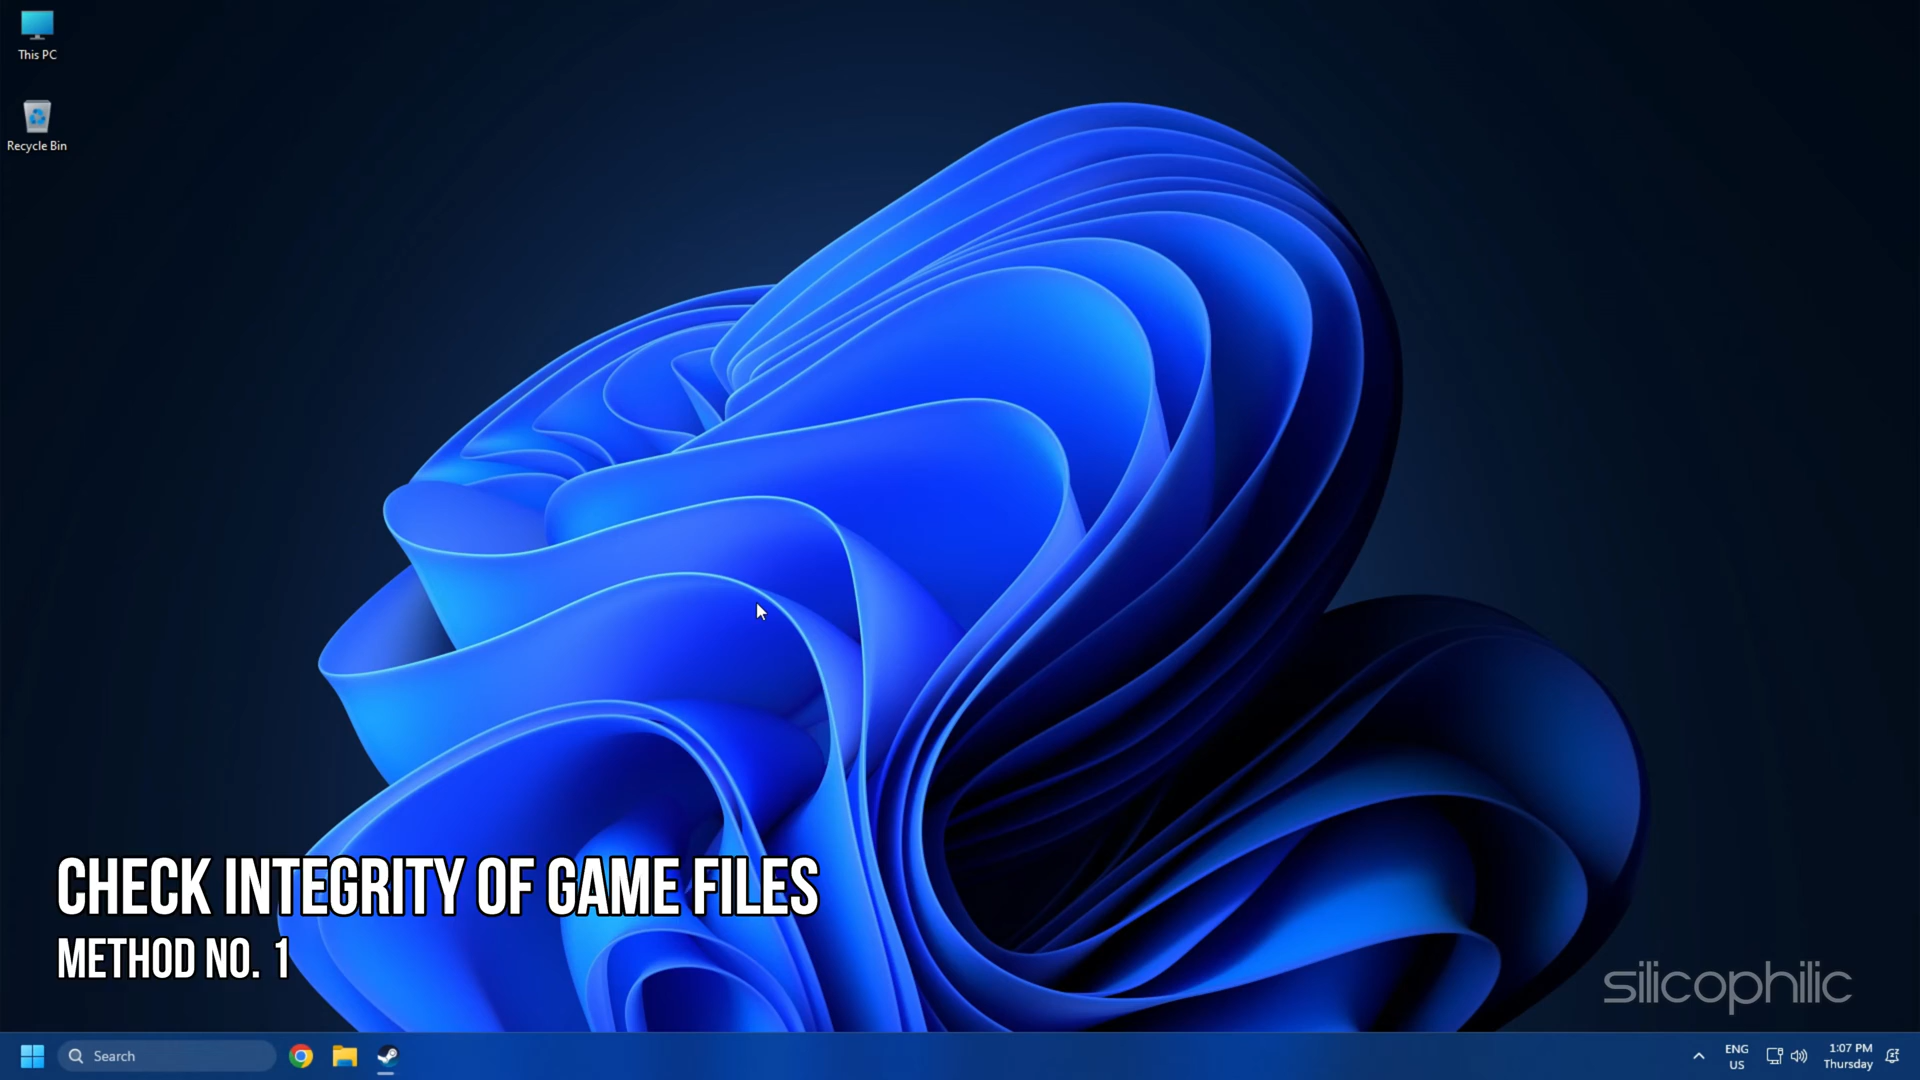 This PC
Recycle Bin
CHECK INTEGRITY OF GAME FILES
METHOD NO. 1
silicophilic
Search
ENG
US
1:07 PM
Thursday